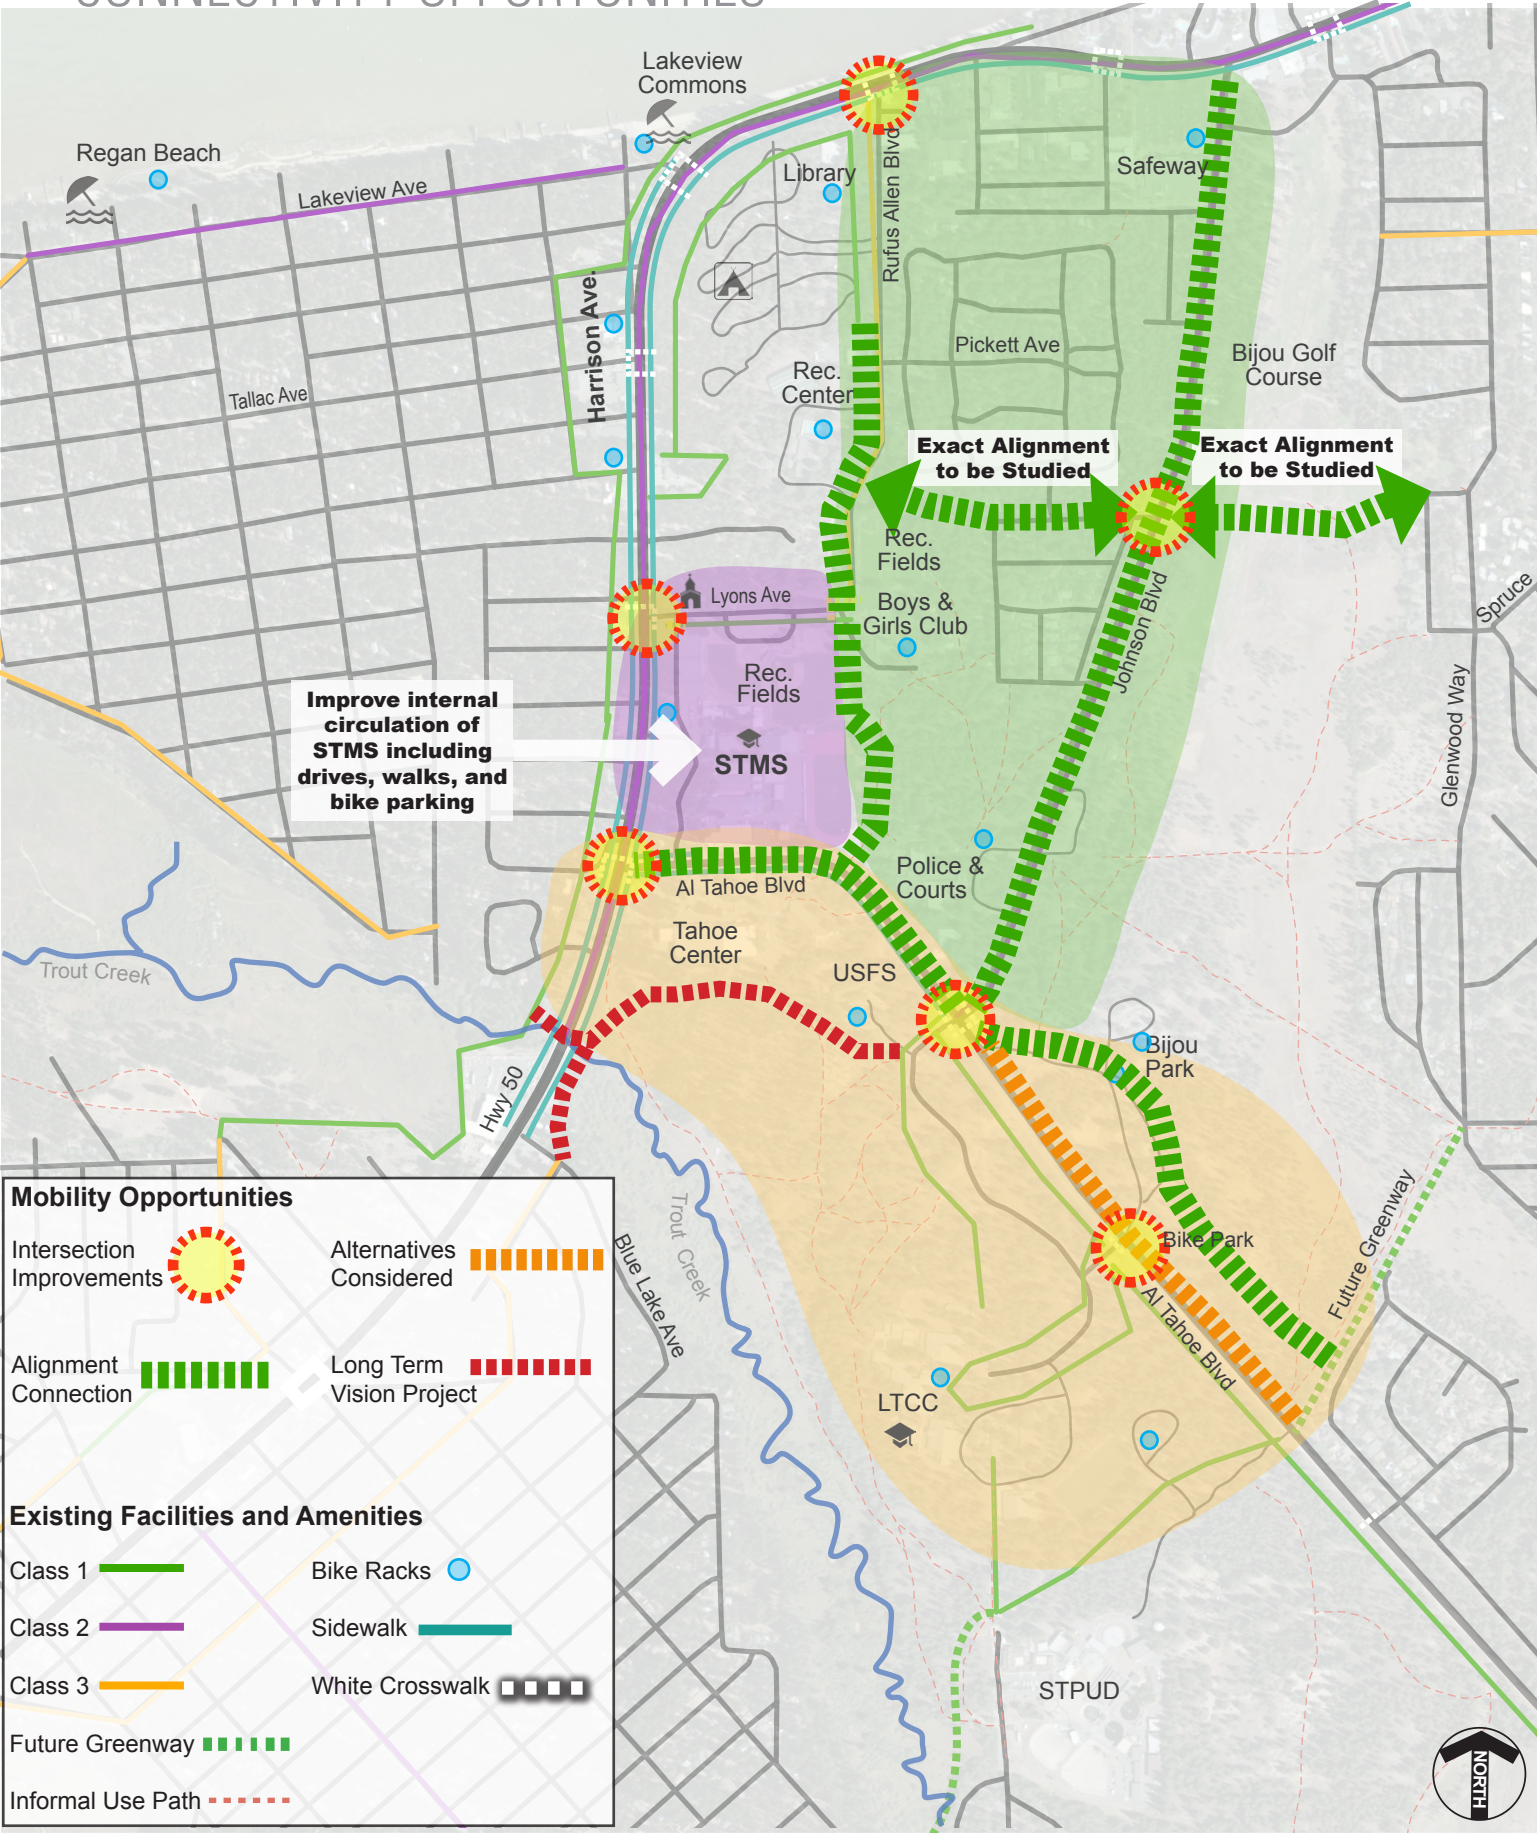 CONNECTIVITY OPPORTUNITIES
Lakeview
Commons
Regan Beach
Lakeview Ave
Library
Rufus Allen Blvd
Safeway
Harrison Ave.
Tallac Ave
Pickett Ave
Bijou Golf
Course
Rec.
Center
Exact Alignment
to be Studied
Exact Alignment
to be Studied
Rec.
Fields
Lyons Ave
Boys &
Girls Club
Johnson Blvd
Spruce
Rec.
Fields
Glenwood Way
Improve internal
circulation of
STMS including
drives, walks, and
bike parking
STMS
Al Tahoe Blvd
Police &
Courts
Tahoe
Center
USFS
Trout Creek
Bijou
Park
Hwy 50
Trout Creek
Blue Lake Ave
Bike Park
Future Greenway
Al Tahoe Blvd
LTCC
STPUD
Mobility Opportunities
Intersection
Improvements
Alternatives
Considered
Alignment
Connection
Long Term
Vision Project
Existing Facilities and Amenities
Class 1
Bike Racks
Class 2
Sidewalk
Class 3
White Crosswalk
Future Greenway
Informal Use Path
NORTH